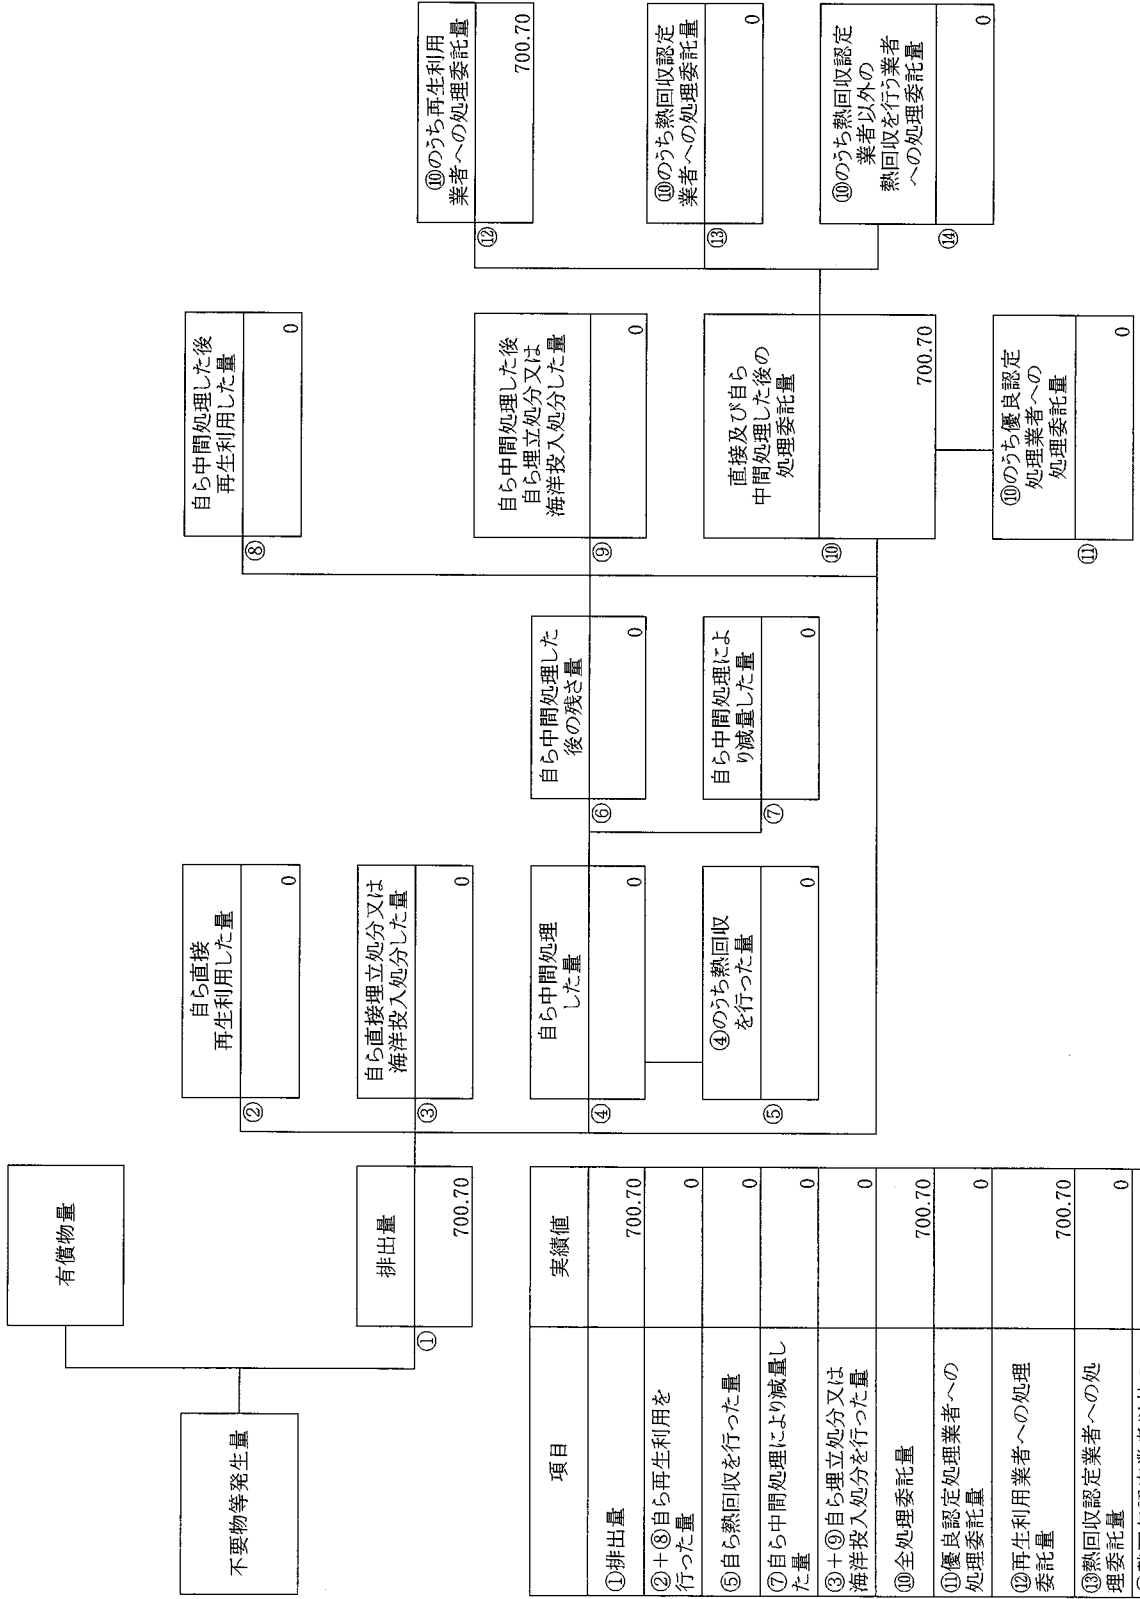 不要物等発生量
有償物量
①
排出量
700.70
②
自ら直接
再生利用した量
0
③
自ら直接埋立処分又は
海洋投入処分した量
0
④
自ら中間処理
した量
0
⑤
④のうち熱回収
を行った量
0
⑥
自ら中間処理した
後の残さ量
0
⑦
自ら中間処理によ
り減量した量
0
⑧
自ら中間処理した後
再生利用した量
0
⑨
自ら中間処理した後
自ら埋立処分又は
海洋投入処分した量
0
⑩
直接及び自ら
中間処理した後の
処理委託量
700.70
⑪
⑩のうち優良認定
処理業者への
処理委託量
0
⑫
⑩のうち再生利用
業者への処理委託量
700.70
⑬
⑩のうち熱回収認定
業者への処理委託量
0
⑭
⑩のうち熱回収認定
業者以外の
熱回収を行う業者
への処理委託量
0
項目 実績値
①排出量 700.70
②+⑧自ら再生利用を
行った量 0
⑤自ら熱回収を行った量 0
⑦自ら中間処理により減量し
た量 0
③+⑨自ら埋立処分又は
海洋投入処分を行った量 0
⑩全処理委託量 700.70
⑪優良認定処理業者への
処理委託量 0
⑫再生利用業者への処理
委託量 700.70
⑬熱回収認定業者への処
理委託量 0